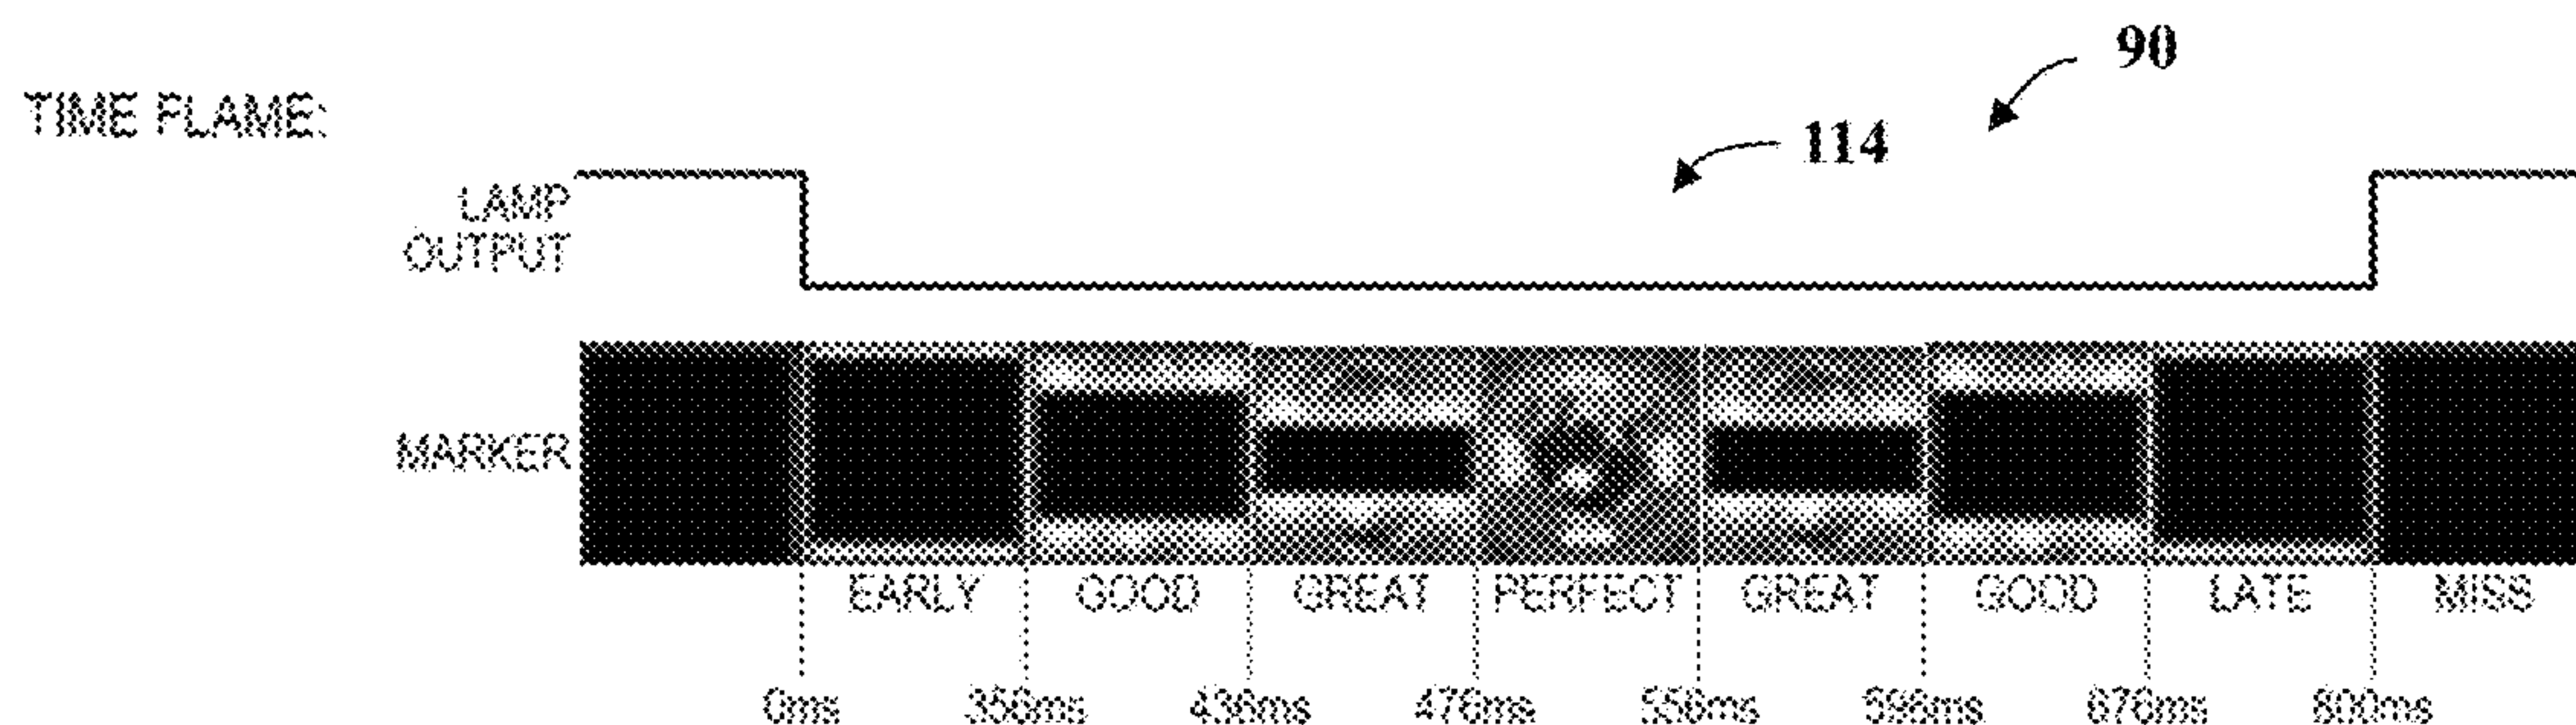 90
TIME FLAME:
114
LAMP
OUTPUT
MARKER
EARLY GOOD GREAT PERFECT GREAT GOOD LATE MISS
0ms 356ms 436ms 476ms 556ms 596ms 676ms 800ms